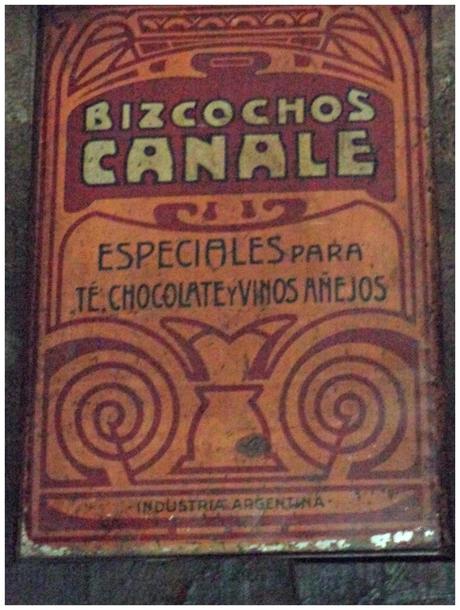 BIZCOCHOS
CANALE
ESPECIALES PARA
TÉ, CHOCOLATE Y VINOS AÑEJOS
·INDUSTRIA ARGENTINA·